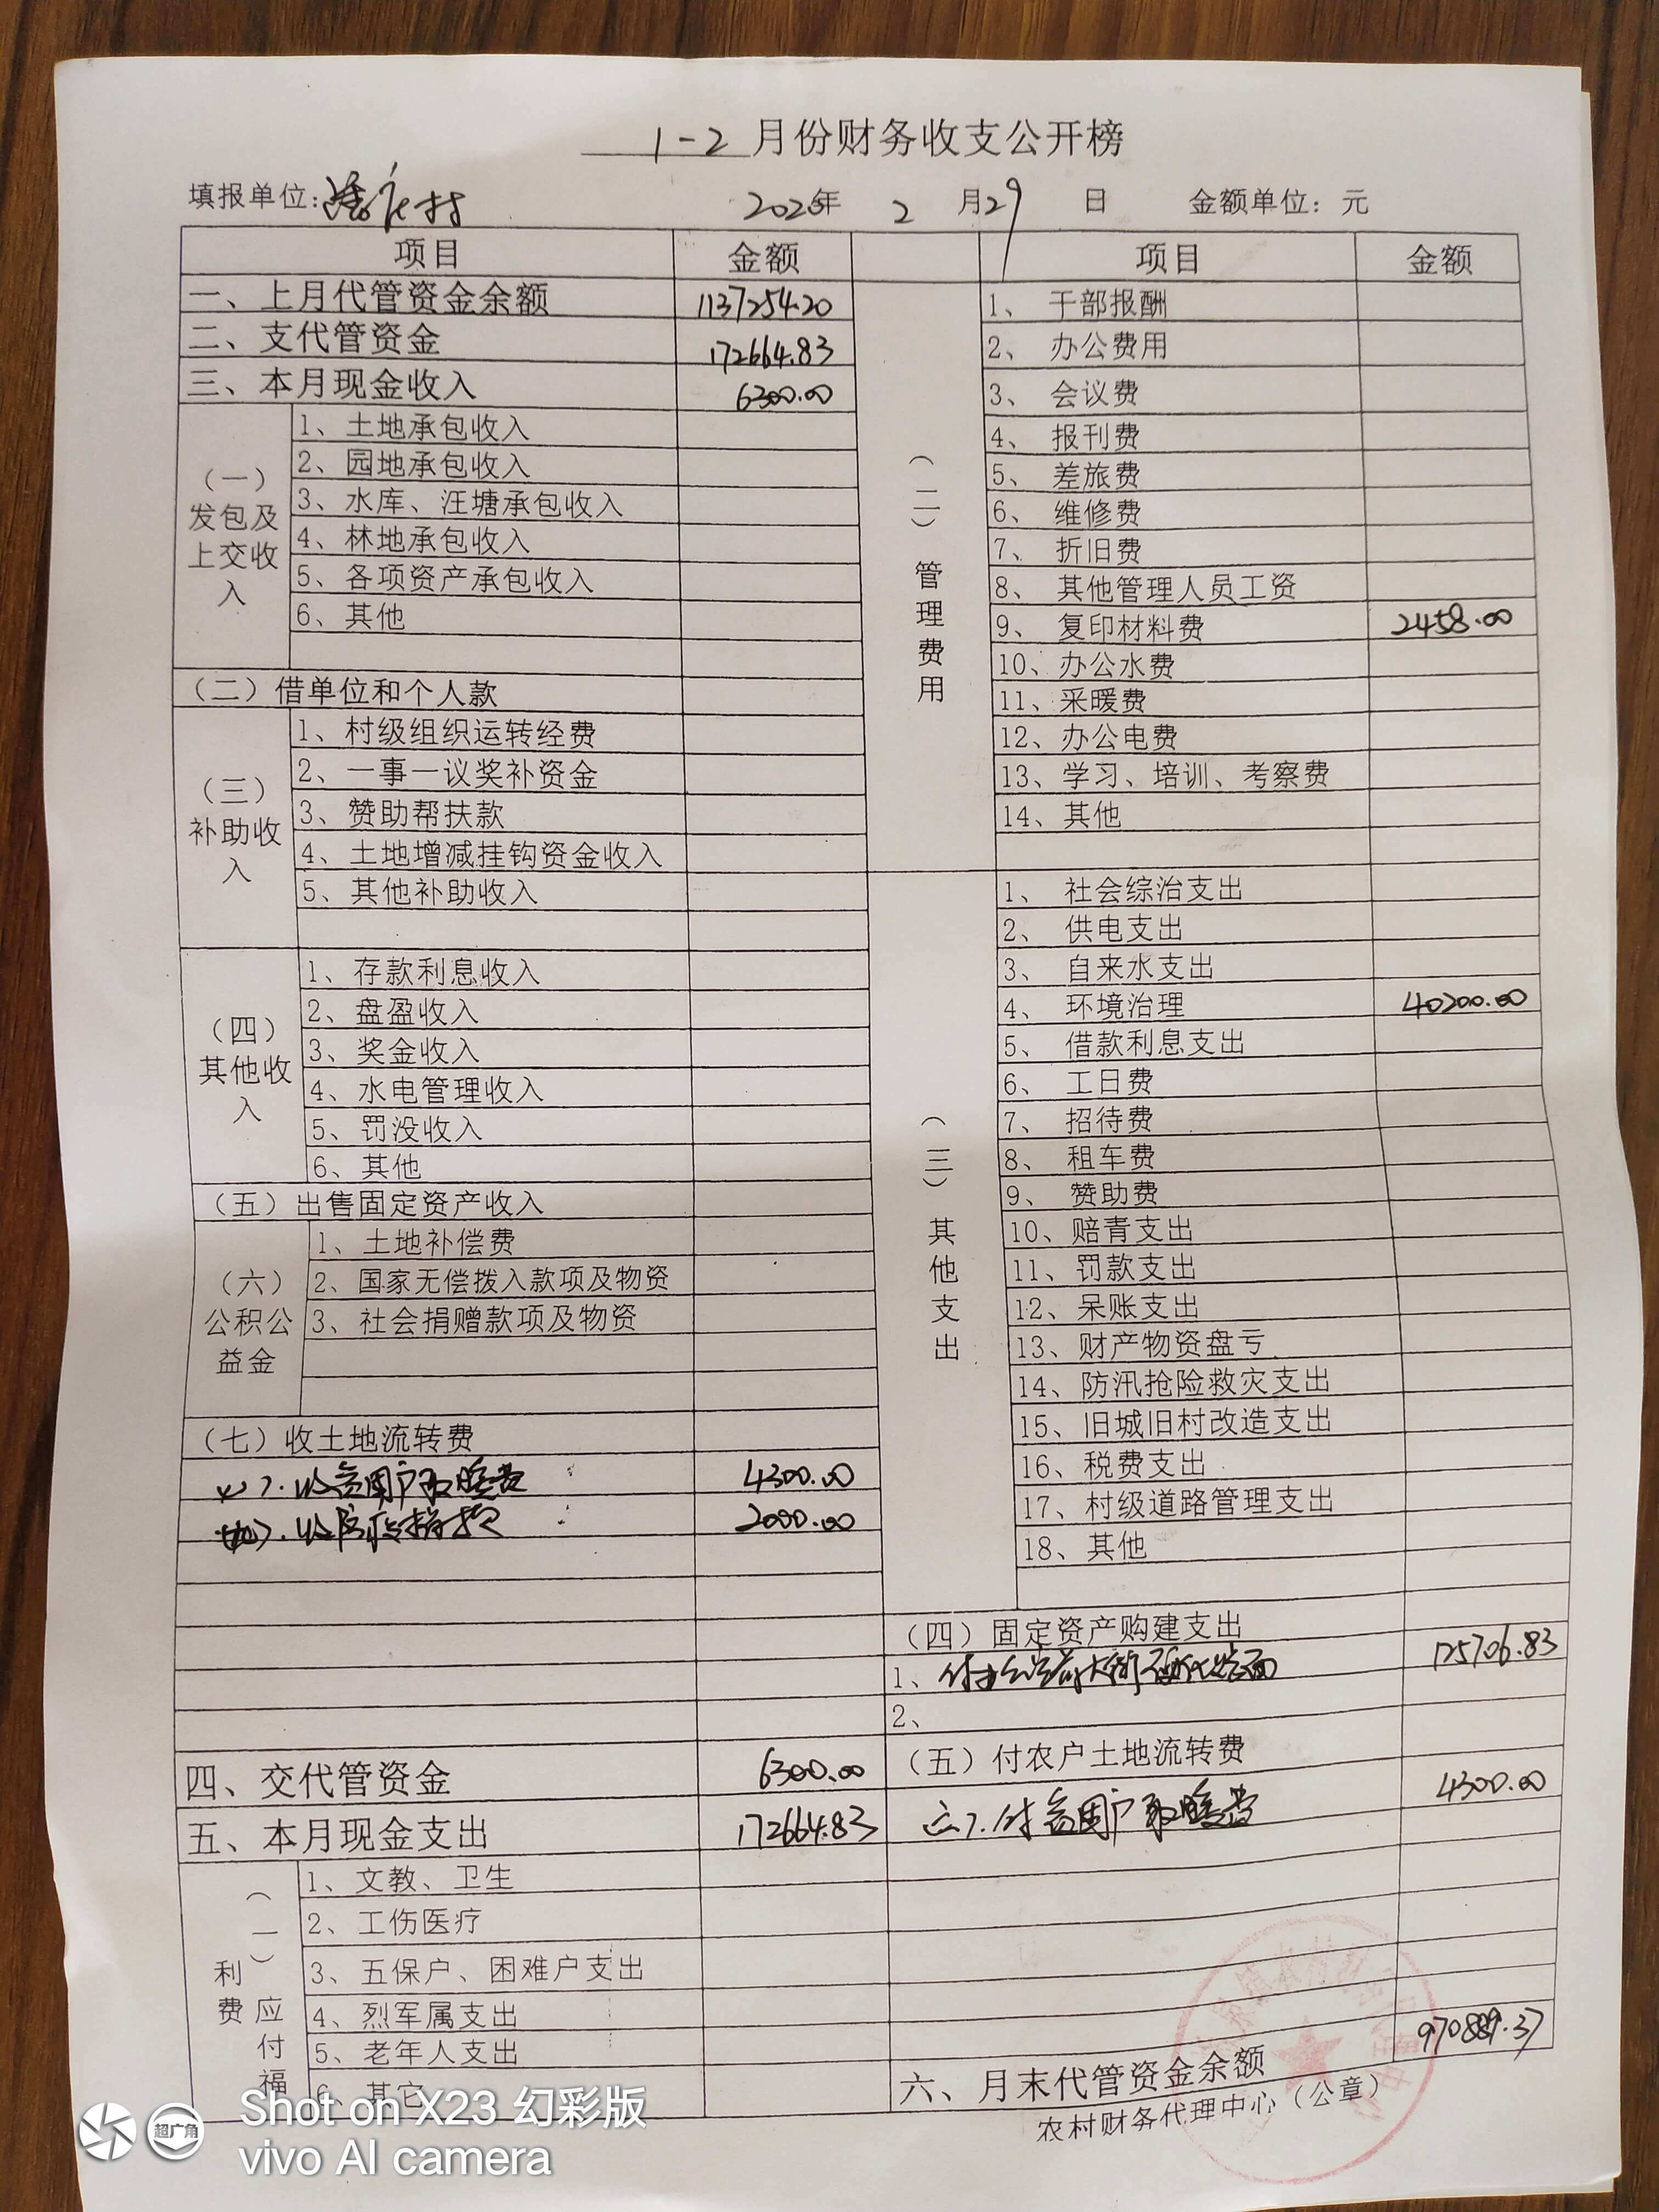 1-2 月份财务收支公开榜
填报单位: 2020年 2 月 29 日 金额单位：元
项目 金额
一、上月代管资金余额 1137254.20
二、支代管资金 172664.83
三、本月现金收入 6300.00
（一）发包及上交收入
1、土地承包收入
2、园地承包收入
3、水库、汪塘承包收入
4、林地承包收入
5、各项资产承包收入
6、其他
（二）借单位和个人款
（三）补助收入
1、村级组织运转经费
2、一事一议奖补资金
3、赞助帮扶款
4、土地增减挂钩资金收入
5、其他补助收入
（四）其他收入
1、存款利息收入
2、盘盈收入
3、奖金收入
4、水电管理收入
5、罚没收入
6、其他
（五）出售固定资产收入
（六）公积公益金
1、土地补偿费
2、国家无偿拨入款项及物资
3、社会捐赠款项及物资
（七）收土地流转费
户取暖费 4300.00
2000.00
四、交代管资金 6300.00
五、本月现金支出 172664.83
（一）应付福利费
1、文教、卫生
2、工伤医疗
3、五保户、困难户支出
4、烈军属支出
5、老年人支出
6、其它
项目 金额
（二）管理费用
1、干部报酬
2、办公费用
3、会议费
4、报刊费
5、差旅费
6、维修费
7、折旧费
8、其他管理人员工资
9、复印材料费 2458.00
10、办公水费
11、采暖费
12、办公电费
13、学习、培训、考察费
14、其他
（三）其他支出
1、社会综治支出
2、供电支出
3、自来水支出
4、环境治理 40200.00
5、借款利息支出
6、工日费
7、招待费
8、租车费
9、赞助费
10、赔青支出
11、罚款支出
12、呆账支出
13、财产物资盘亏
14、防汛抢险救灾支出
15、旧城旧村改造支出
16、税费支出
17、村级道路管理支出
18、其他
（四）固定资产购建支出
1、 125706.83
2、
（五）付农户土地流转费
户取暖费 4300.00
六、月末代管资金余额 970889.37
农村财务代理中心（公章）
Shot on X23 幻彩版
超广角
vivo AI camera